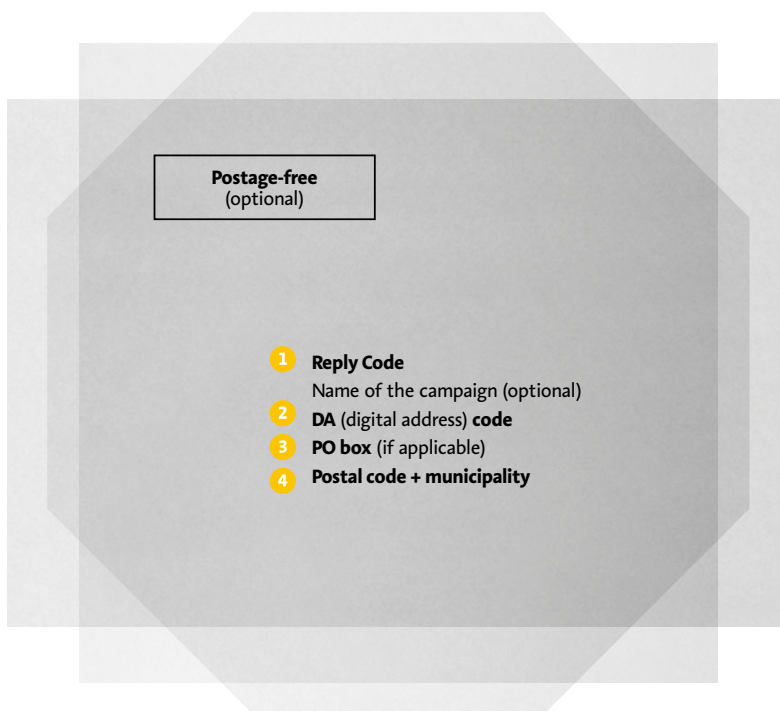 Postage-free
(optional)
1 Reply Code
Name of the campaign (optional)
2 DA (digital address) code
3 PO box (if applicable)
4 Postal code + municipality